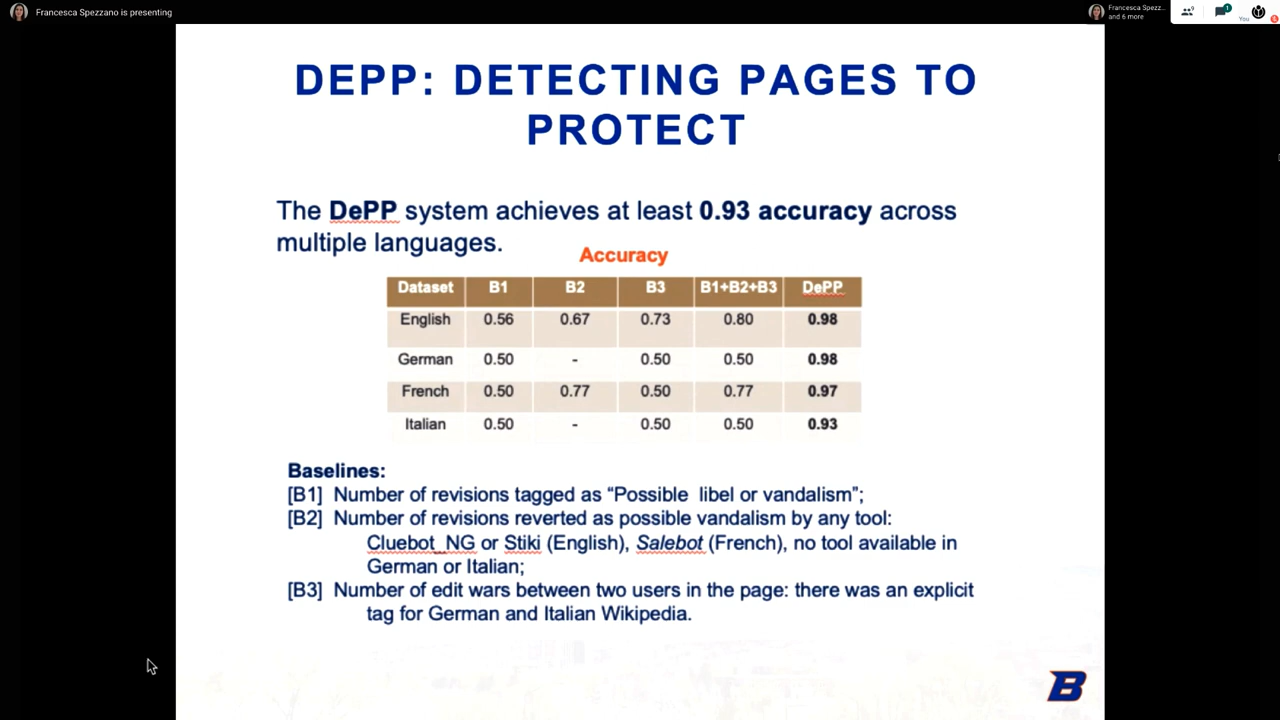 Francesca Spezzano is presenting
Francesca Spezz...
and 6 more
9
1
You
DEPP: DETECTING PAGES TO
PROTECT
The DePP system achieves at least 0.93 accuracy across
multiple languages.
Accuracy
Dataset B1 B2 B3 B1+B2+B3 DePP
English 0.56 0.67 0.73 0.80 0.98
German 0.50 - 0.50 0.50 0.98
French 0.50 0.77 0.50 0.77 0.97
Italian 0.50 - 0.50 0.50 0.93
Baselines:
[B1] Number of revisions tagged as “Possible libel or vandalism”;
[B2] Number of revisions reverted as possible vandalism by any tool:
Cluebot_NG or Stiki (English), Salebot (French), no tool available in
German or Italian;
[B3] Number of edit wars between two users in the page: there was an explicit
tag for German and Italian Wikipedia.
B